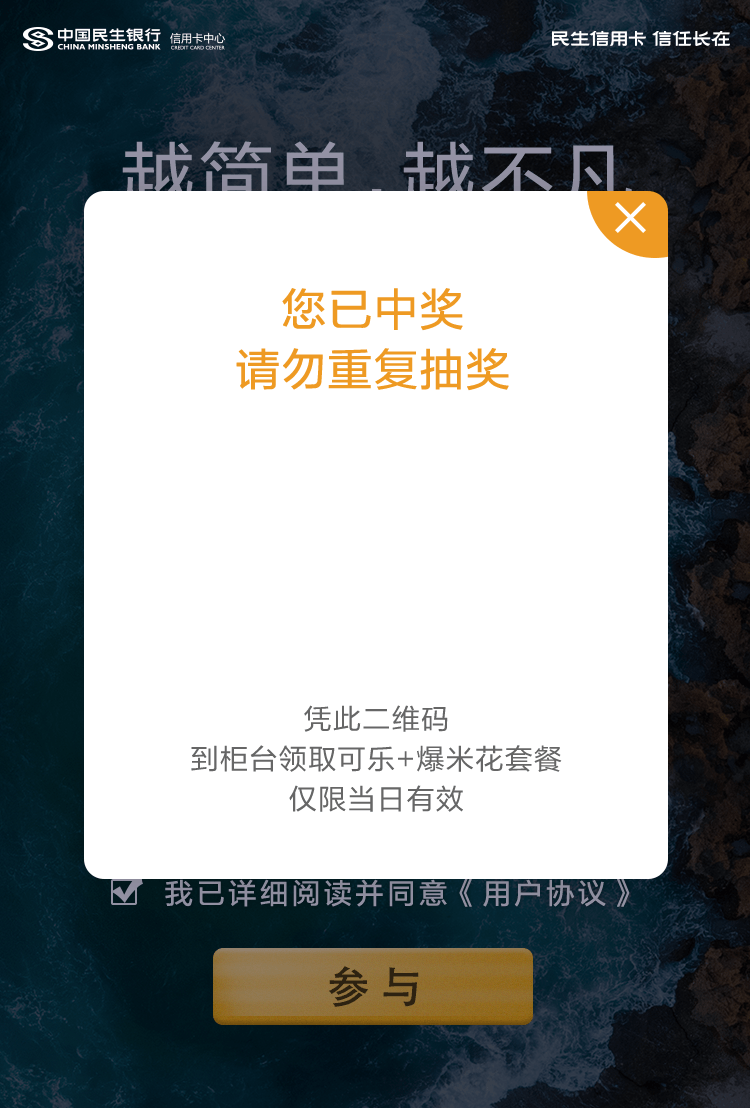 中国民生银行
CHINA MINSHENG BANK
信用卡中心
CREDIT CARD CENTER
民生信用卡 信任长在
越简单，越不凡
您已中奖
请勿重复抽奖
凭此二维码
到柜台领取可乐+爆米花套餐
仅限当日有效
我已详细阅读并同意《用户协议》
参与